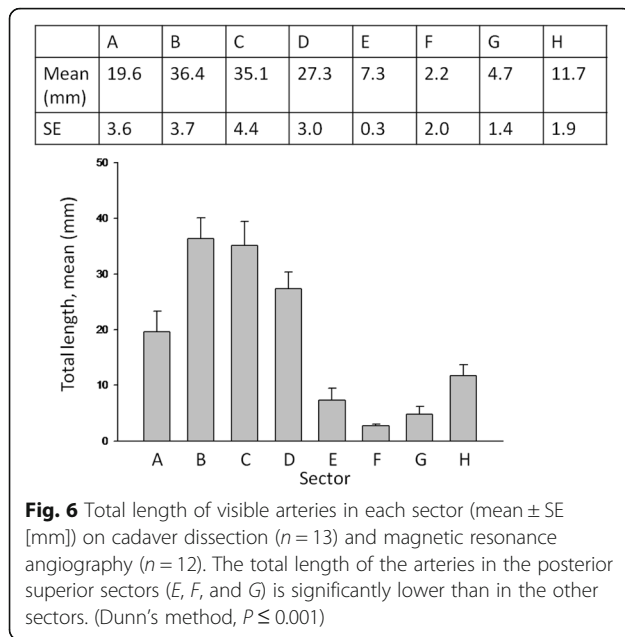 A B C D E F G H
Mean (mm) 19.6 36.4 35.1 27.3 7.3 2.2 4.7 11.7
SE 3.6 3.7 4.4 3.0 0.3 2.0 1.4 1.9
Total length, mean (mm)
50
40
30
20
10
0
A B C D E F G H
Sector
Fig. 6 Total length of visible arteries in each sector (mean ± SE
[mm]) on cadaver dissection (n = 13) and magnetic resonance
angiography (n = 12). The total length of the arteries in the posterior
superior sectors (E, F, and G) is significantly lower than in the other
sectors. (Dunn's method, P ≤ 0.001)